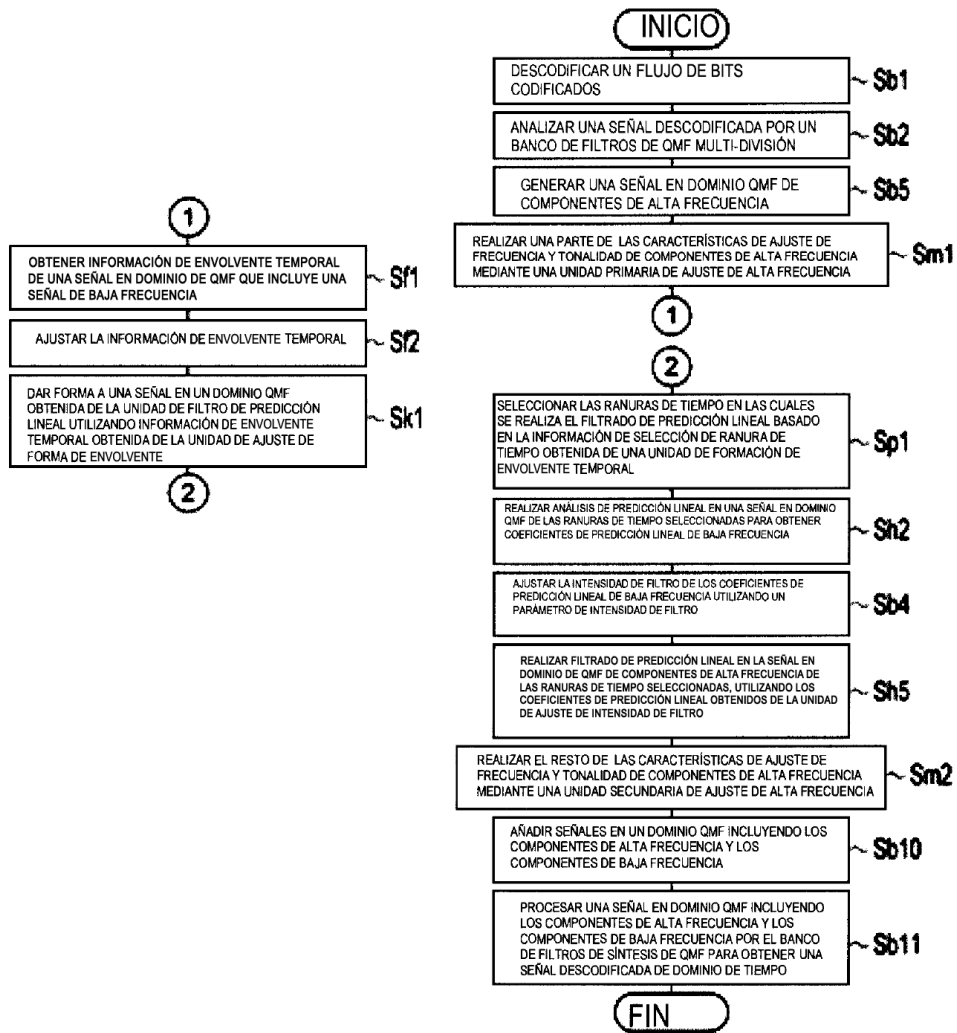 INICIO
DESCODIFICAR UN FLUJO DE BITS
CODIFICADOS
Sb1
ANALIZAR UNA SEÑAL DESCODIFICADA POR UN
BANCO DE FILTROS DE QMF MULTI-DIVISIÓN
Sb2
GENERAR UNA SEÑAL EN DOMINIO QMF DE
COMPONENTES DE ALTA FRECUENCIA
Sb5
REALIZAR UNA PARTE DE LAS CARACTERÍSTICAS DE AJUSTE DE
FRECUENCIA Y TONALIDAD DE COMPONENTES DE ALTA FRECUENCIA
MEDIANTE UNA UNIDAD PRIMARIA DE AJUSTE DE ALTA FRECUENCIA
Sm1
1
1
OBTENER INFORMACIÓN DE ENVOLVENTE TEMPORAL
DE UNA SEÑAL EN DOMINIO DE QMF QUE INCLUYE UNA
SEÑAL DE BAJA FRECUENCIA
Sf1
AJUSTAR LA INFORMACIÓN DE ENVOLVENTE TEMPORAL
Sf2
DAR FORMA A UNA SEÑAL EN UN DOMINIO QMF
OBTENIDA DE LA UNIDAD DE FILTRO DE PREDICCIÓN
LINEAL UTILIZANDO INFORMACIÓN DE ENVOLVENTE
TEMPORAL OBTENIDA DE LA UNIDAD DE AJUSTE DE
FORMA DE ENVOLVENTE
Sk1
2
2
SELECCIONAR LAS RANURAS DE TIEMPO EN LAS CUALES
SE REALIZA EL FILTRADO DE PREDICCIÓN LINEAL BASADO
EN LA INFORMACIÓN DE SELECCIÓN DE RANURA DE
TIEMPO OBTENIDA DE UNA UNIDAD DE FORMACIÓN DE
ENVOLVENTE TEMPORAL
Sp1
REALIZAR ANÁLISIS DE PREDICCIÓN LINEAL EN UNA SEÑAL EN DOMINIO
QMF DE LAS RANURAS DE TIEMPO SELECCIONADAS PARA OBTENER
COEFICIENTES DE PREDICCIÓN LINEAL DE BAJA FRECUENCIA
Sh2
AJUSTAR LA INTENSIDAD DE FILTRO DE LOS COEFICIENTES DE
PREDICCIÓN LINEAL DE BAJA FRECUENCIA UTILIZANDO UN
PARÁMETRO DE INTENSIDAD DE FILTRO
Sb4
REALIZAR FILTRADO DE PREDICCIÓN LINEAL EN LA SEÑAL EN
DOMINIO DE QMF DE COMPONENTES DE ALTA FRECUENCIA DE
LAS RANURAS DE TIEMPO SELECCIONADAS, UTILIZANDO LOS
COEFICIENTES DE PREDICCIÓN LINEAL OBTENIDOS DE LA UNIDAD
DE AJUSTE DE INTENSIDAD DE FILTRO
Sh5
REALIZAR EL RESTO DE LAS CARACTERÍSTICAS DE AJUSTE DE
FRECUENCIA Y TONALIDAD DE COMPONENTES DE ALTA FRECUENCIA
MEDIANTE UNA UNIDAD SECUNDARIA DE AJUSTE DE ALTA FRECUENCIA
Sm2
AÑADIR SEÑALES EN UN DOMINIO QMF INCLUYENDO LOS
COMPONENTES DE ALTA FRECUENCIA Y LOS
COMPONENTES DE BAJA FRECUENCIA
Sb10
PROCESAR UNA SEÑAL EN DOMINIO QMF INCLUYENDO
LOS COMPONENTES DE ALTA FRECUENCIA Y LOS
COMPONENTES DE BAJA FRECUENCIA POR EL BANCO
DE FILTROS DE SÍNTESIS DE QMF PARA OBTENER UNA
SEÑAL DESCODIFICADA DE DOMINIO DE TIEMPO
Sb11
FIN